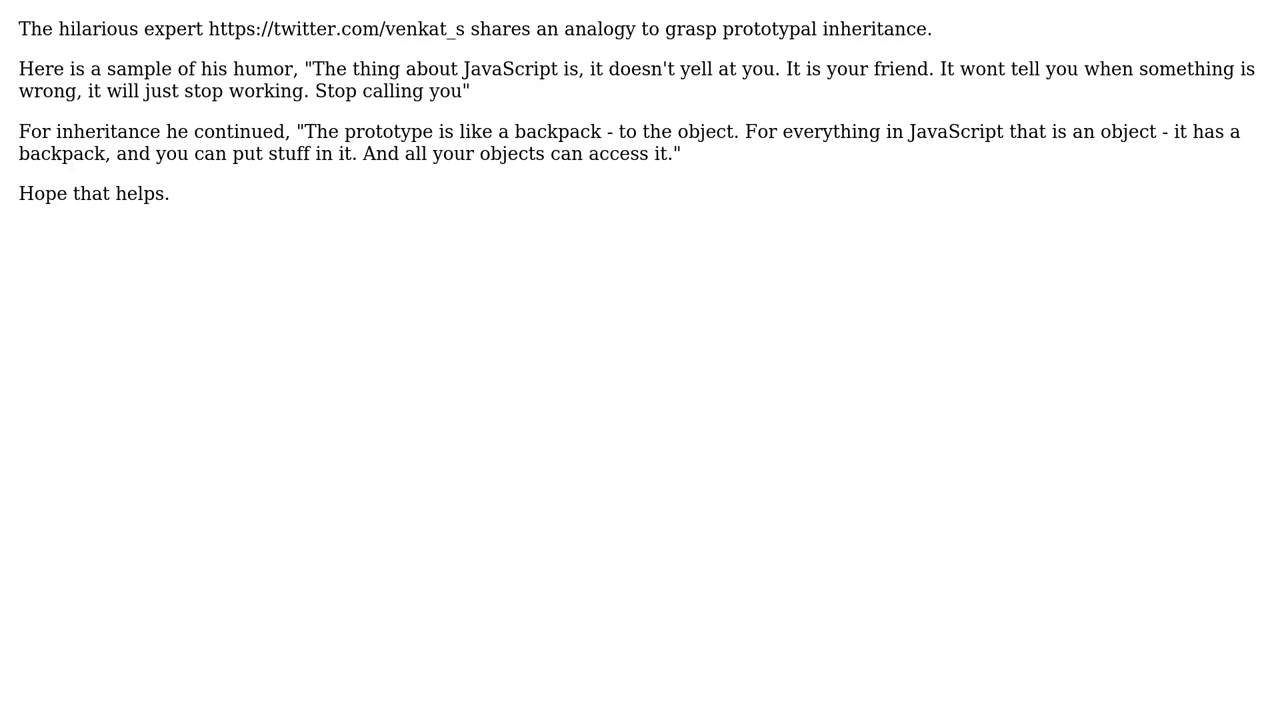 The hilarious expert https://twitter.com/venkat_s shares an analogy to grasp prototypal inheritance.
Here is a sample of his humor, "The thing about JavaScript is, it doesn't yell at you. It is your friend. It wont tell you when something is
wrong, it will just stop working. Stop calling you"
For inheritance he continued, "The prototype is like a backpack - to the object. For everything in JavaScript that is an object - it has a
backpack, and you can put stuff in it. And all your objects can access it."
Hope that helps.